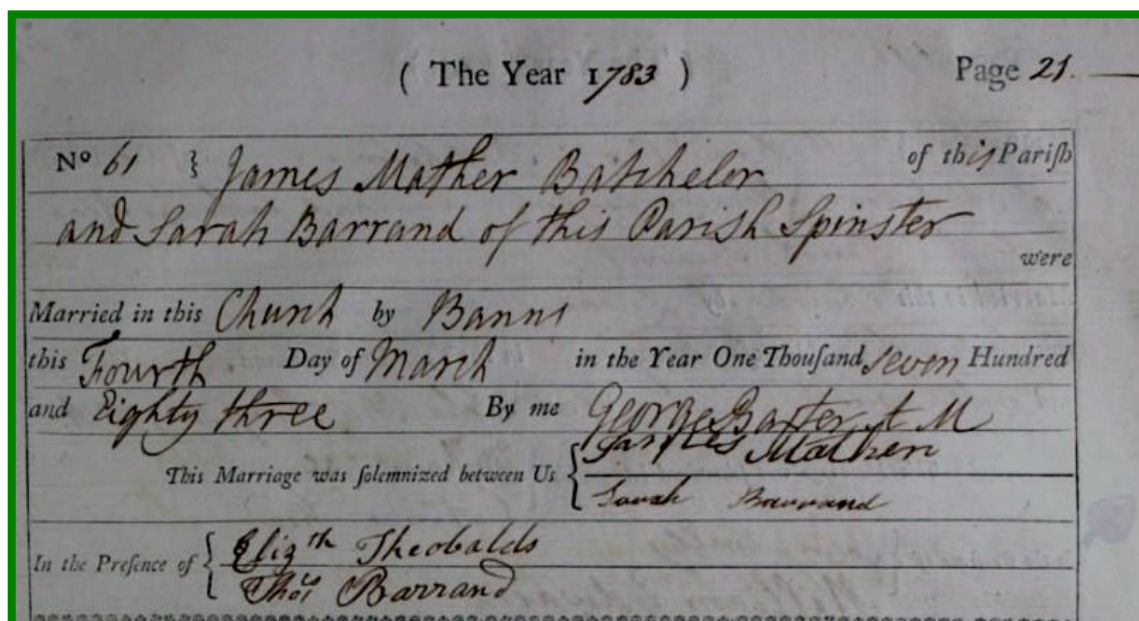 ( The Year 1783 ) Page 21.
No 61 } James Mather Batchelor of this Pariſh
and Sarah Barrand of this Parish Spinster
were
Married in this Church by Banns
this Fourth Day of March in the Year One Thouſand seven Hundred
and Eighty three By me George Baxter A M
This Marriage was ſolemnized between Us { James Mather
Sarah Barrand
In the Preſence of { Elizth Theobalds
Thos Barrand